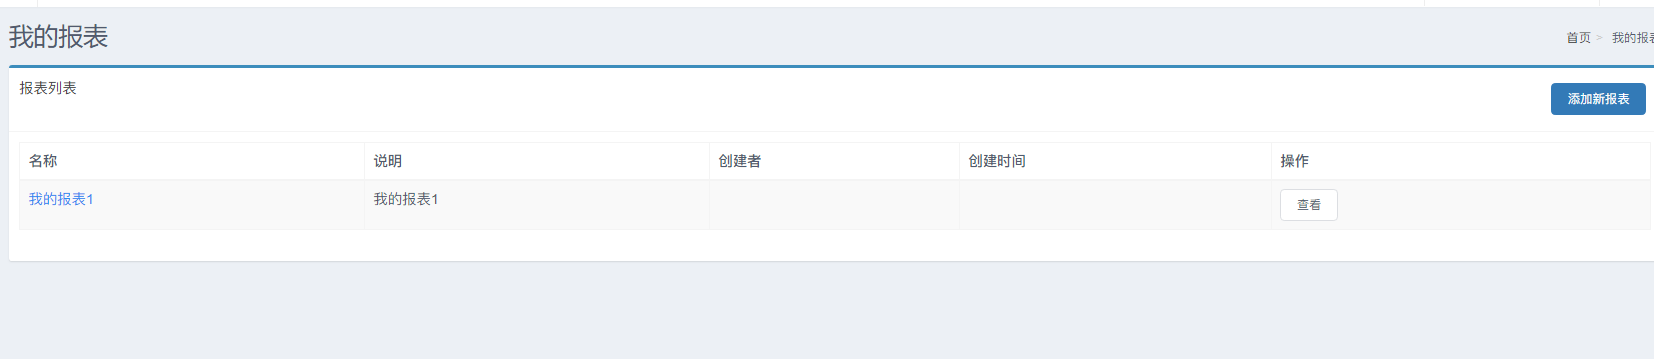 我的报表
首页 > 我的报表
报表列表
添加新报表
名称 说明 创建者 创建时间 操作
我的报表1 我的报表1 查看